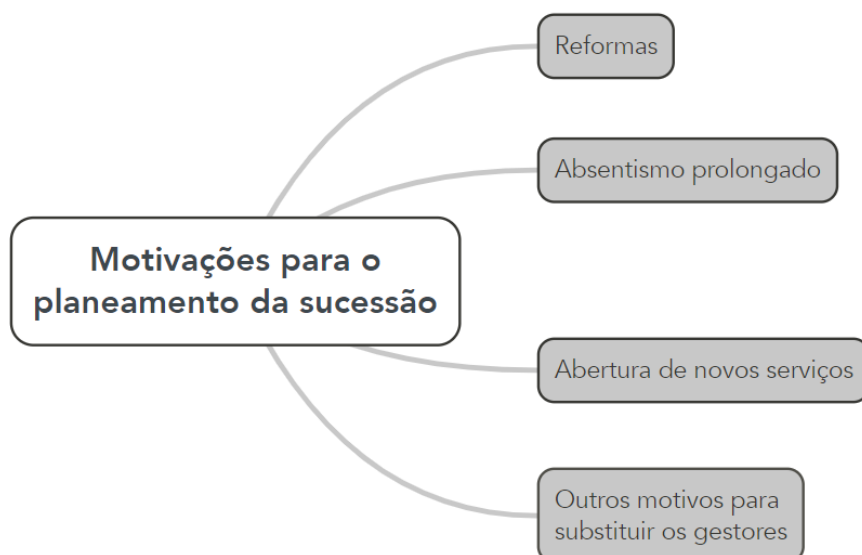 Reformas
Absentismo prolongado
Motivações para o
planeamento da sucessão
Abertura de novos serviços
Outros motivos para
substituir os gestores